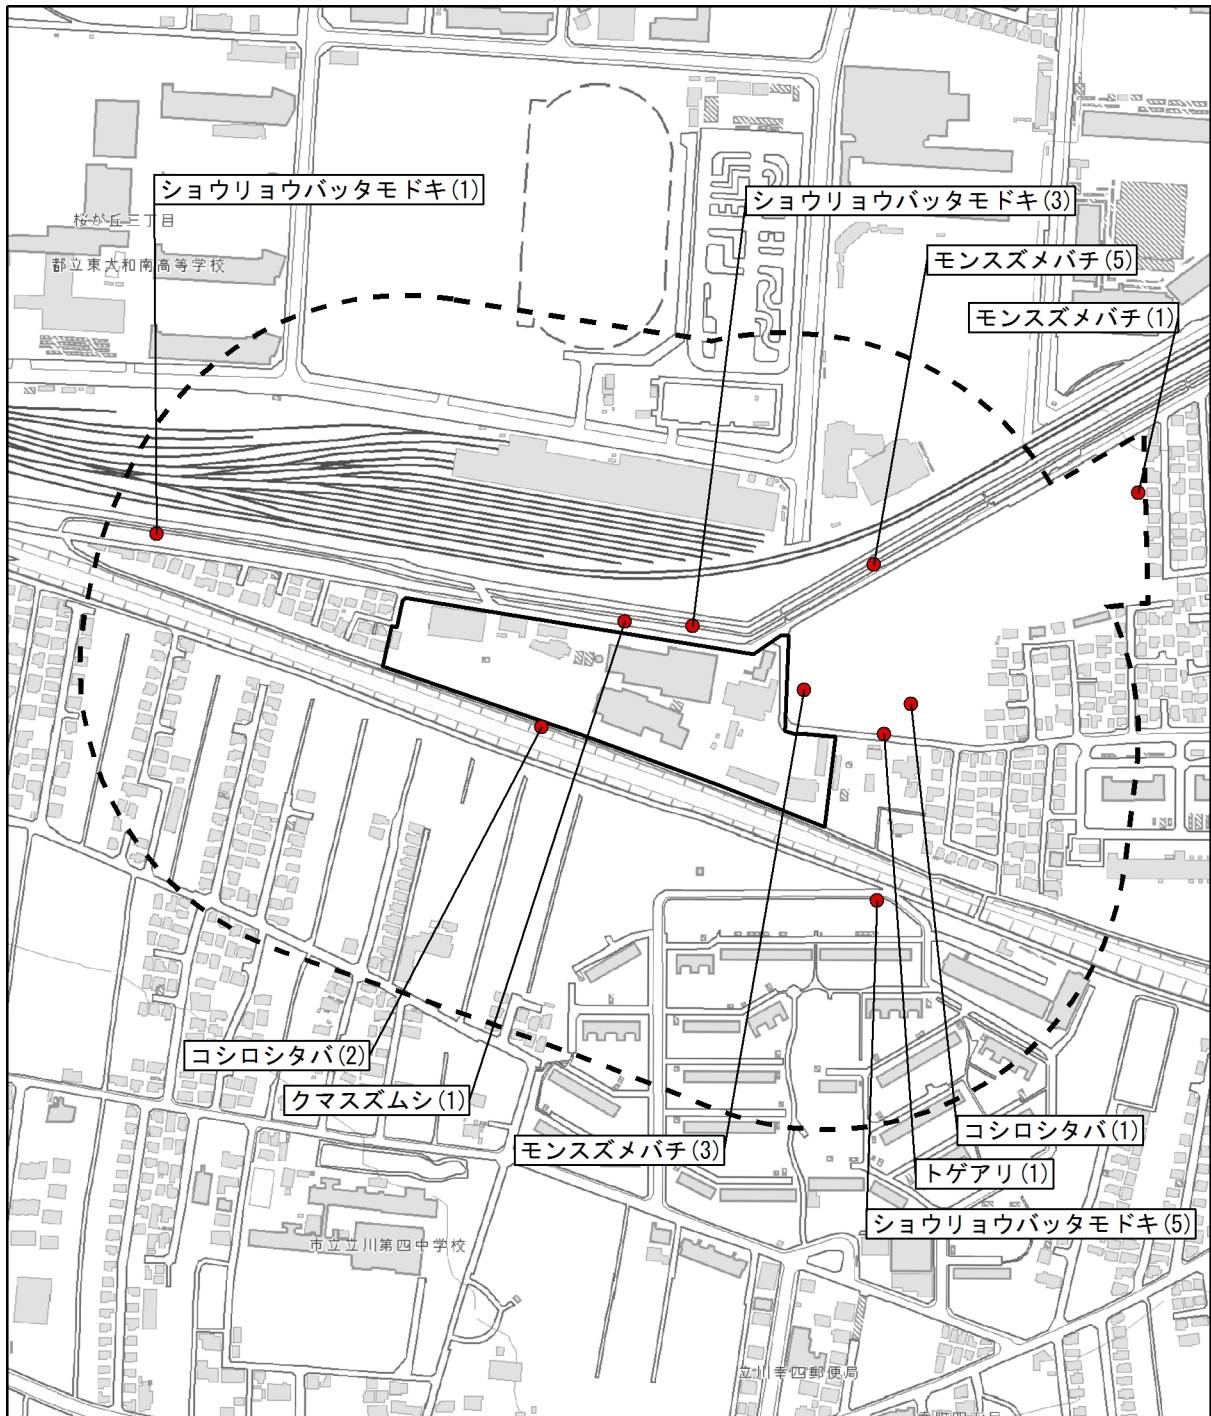 ショウリョウバッタモドキ(1)
ショウリョウバッタモドキ(3)
桜が丘三丁目
モンスズメバチ(5)
都立東大和南高等学校
モンスズメバチ(1)
コシロシタバ(2)
クマスズムシ(1)
コシロシタバ(1)
モンスズメバチ(3)
トゲアリ(1)
ショウリョウバッタモドキ(5)
市立立川第四中学校
立川幸四郵便局